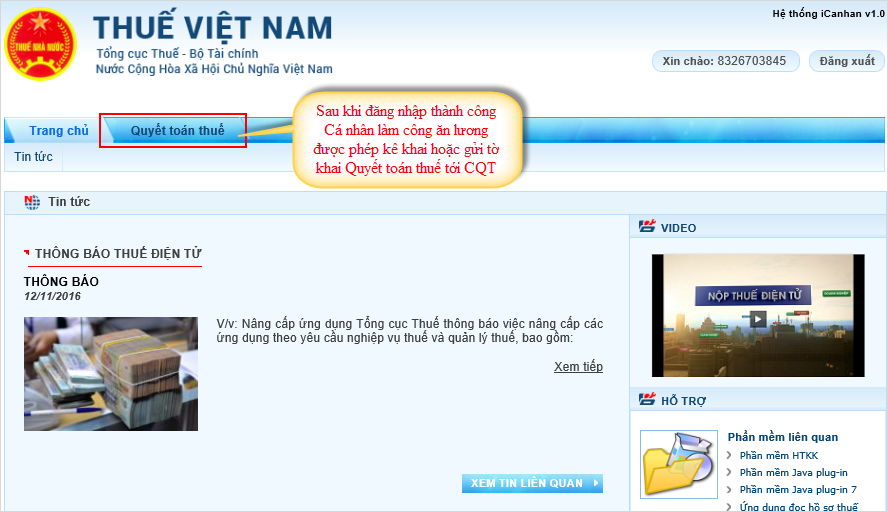 Hệ thống iCanhan v1.0
THUẾ NHÀ NƯỚC
THUẾ VIỆT NAM
Tổng cục Thuế - Bộ Tài chính
Nước Cộng Hòa Xã Hội Chủ Nghĩa Việt Nam
Xin chào: 8326703845
Đăng xuất
Trang chủ
Quyết toán thuế
Sau khi đăng nhập thành công
Cá nhân làm công ăn lương
được phép kê khai hoặc gửi tờ
khai Quyết toán thuế tới CQT
Tin tức
Tin tức
THÔNG BÁO THUẾ ĐIỆN TỬ
THÔNG BÁO
12/11/2016
V/v: Nâng cấp ứng dụng Tổng cục Thuế thông báo việc nâng cấp các
ứng dụng theo yêu cầu nghiệp vụ thuế và quản lý thuế, bao gồm:
Xem tiếp
XEM TIN LIÊN QUAN
VIDEO
NỘP THUẾ ĐIỆN TỬ
HỖ TRỢ
Phần mềm liên quan
Phần mềm HTKK
Phần mềm Java plug-in
Phần mềm Java plug-in 7
Ứng dụng đọc hồ sơ thuế